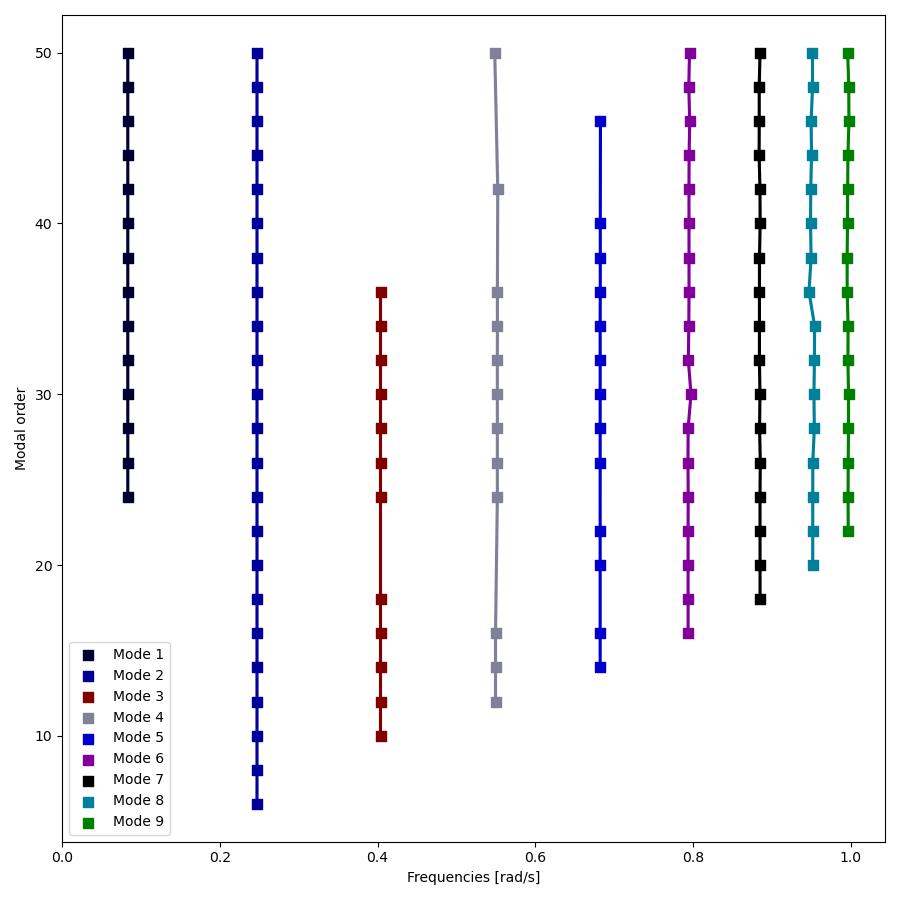 50
40
30
20
10
Modal order
Mode 1
Mode 2
Mode 3
Mode 4
Mode 5
Mode 6
Mode 7
Mode 8
Mode 9
0.0 0.2 0.4 0.6 0.8 1.0
Frequencies [rad/s]